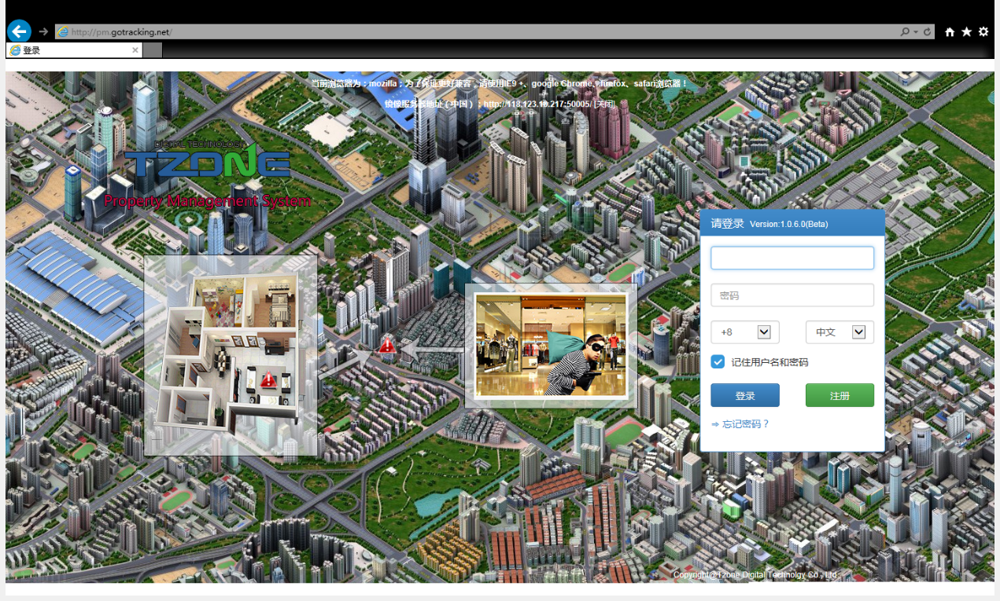 http://pm.gotracking.net/
登录
当前浏览器为：mozilla；为了保证更好兼容，请使用IE9 +、google Chrome、firefox、safari浏览器！
镜像服务器地址（中国）：http://118.123.16.217:50005/ [关闭]
DIGITAL TECHNOLOGY
TZONE
Property Management System
请登录 Version:1.0.6.0(Beta)
密码
+8 中文
记住用户名和密码
登录 注册
⇒ 忘记密码？
Copyright@Tzone Digital Technolgy Co., Ltd